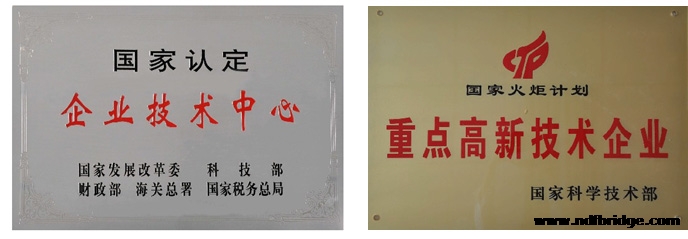 国家认定
企业技术中心
国家发展改革委 科技部
财政部 海关总署 国家税务总局
CTP
国家火炬计划
重点高新技术企业
国家科学技术部
www.ndfbridge.com